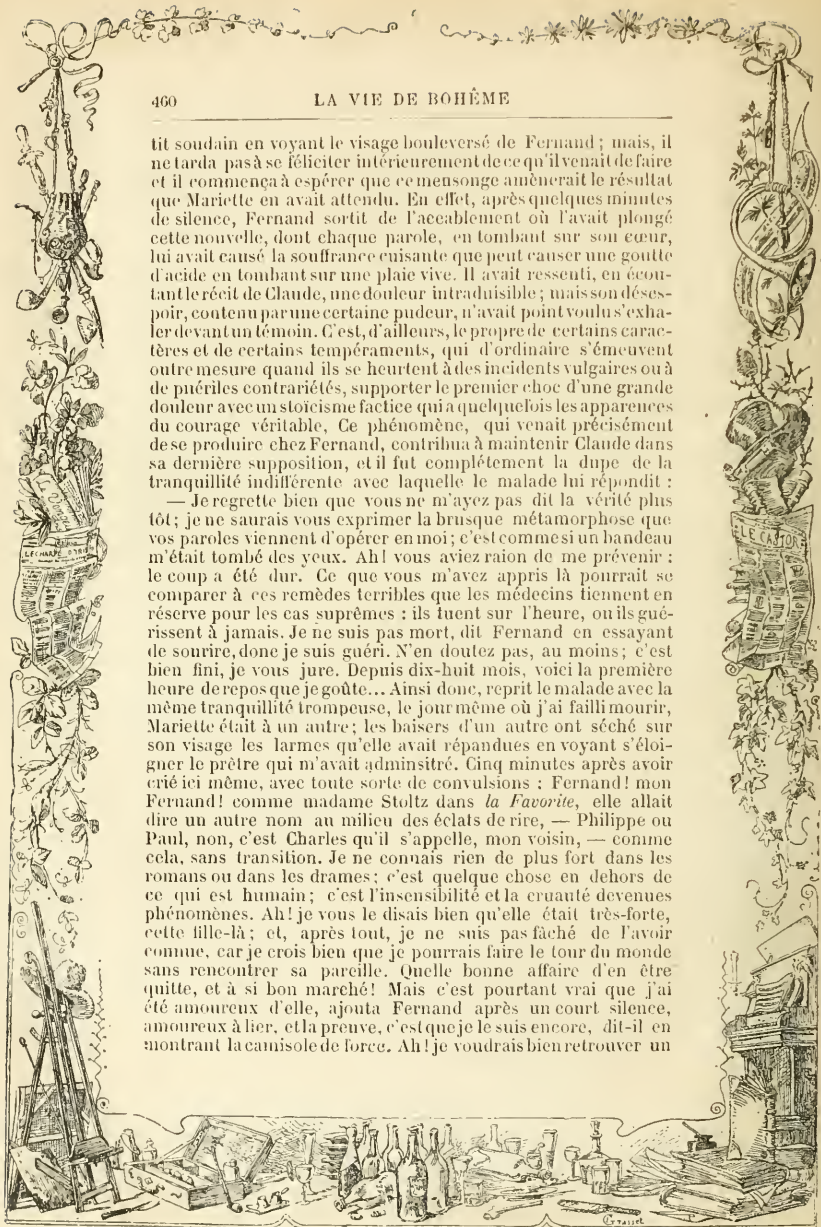 460
LA VIE DE BOHÊME
tit soudain en voyant le visage bouleversé de Fernand ; mais, il
ne tarda pas à se féliciter intérieurement de ce qu'il venait de faire
et il commença à espérer que ce mensonge amènerait le résultat
que Mariette en avait attendu. En effet, après quelques minutes
de silence, Fernand sortit de l'accablement où l'avait plongé
cette nouvelle, dont chaque parole, en tombant sur son cœur,
lui avait causé la souffrance cuisante que peut causer une goutte
d'acide en tombant sur une plaie vive. Il avait ressenti, en écou-
tant le récit de Claude, une douleur intraduisible ; mais son déses-
poir, contenu par une certaine pudeur, n'avait point voulu s'exha-
ler devant un témoin. C'est, d'ailleurs, le propre de certains carac-
tères et de certains tempéraments, qui d'ordinaire s'émeuvent
outre mesure quand ils se heurtent à des incidents vulgaires ou à
de puériles contrariétés, supporter le premier choc d'une grande
douleur avec un stoïcisme factice qui a quelquefois les apparences
du courage véritable, Ce phénomène, qui venait précisément
de se produire chez Fernand, contribua à maintenir Claude dans
sa dernière supposition, et il fut complétement la dupe de la
tranquillité indifférente avec laquelle le malade lui répondit :
— Je regrette bien que vous ne m'ayez pas dit la vérité plus
tôt ; je ne saurais vous exprimer la brusque métamorphose que
vos paroles viennent d'opérer en moi ; c'est comme si un bandeau
m'était tombé des yeux. Ah! vous aviez raion de me prévenir :
le coup a été dur. Ce que vous m'avez appris là pourrait se
comparer à ces remèdes terribles que les médecins tiennent en
réserve pour les cas suprêmes : ils tuent sur l'heure, ou ils gué-
rissent à jamais. Je ne suis pas mort, dit Fernand en essayant
de sourire, donc je suis guéri. N'en doutez pas, au moins ; c'est
bien fini, je vous jure. Depuis dix-huit mois, voici la première
heure de repos que je goûte... Ainsi donc, reprit le malade avec la
même tranquillité trompeuse, le jour même où j'ai failli mourir,
Mariette était à un autre ; les baisers d'un autre ont séché sur
son visage les larmes qu'elle avait répandues en voyant s'éloi-
gner le prêtre qui m'avait adminsitré. Cinq minutes après avoir
crié ici même, avec toute sorte de convulsions : Fernand! mon
Fernand! comme madame Stoltz dans la Favorite, elle allait
dire un autre nom au milieu des éclats de rire, — Philippe ou
Paul, non, c'est Charles qu'il s'appelle, mon voisin, — comme
cela, sans transition. Je ne connais rien de plus fort dans les
romans ou dans les drames ; c'est quelque chose en dehors de
ce qui est humain ; c'est l'insensibilité et la cruauté devenues
phénomènes. Ah! je vous le disais bien qu'elle était très-forte,
cette fille-là ; et, après tout, je ne suis pas fâché de l'avoir
connue, car je crois bien que je pourrais faire le tour du monde
sans rencontrer sa pareille. Quelle bonne affaire d'en être
quitte, et à si bon marché! Mais c'est pourtant vrai que j'ai
été amoureux d'elle, ajouta Fernand après un court silence,
amoureux à lier, et la preuve, c'est que je le suis encore, dit-il en
montrant la camisole de force. Ah! je voudrais bien retrouver un
LE CASTOR